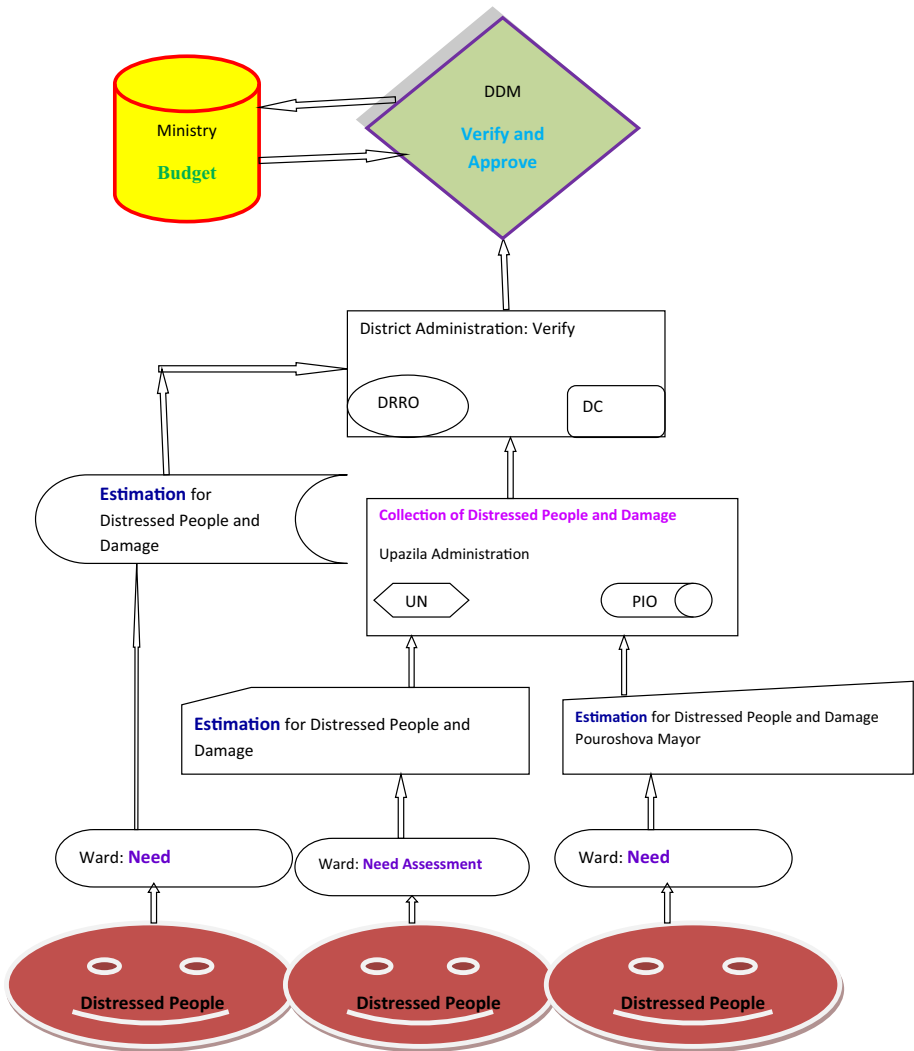 DDM
Verify and
Approve
Ministry
Budget
District Administration: Verify
DRRO
DC
Estimation for
Distressed People and
Damage
Collection of Distressed People and Damage
Upazila Administration
UN
PIO
Estimation for Distressed People and
Damage
Estimation for Distressed People and Damage
Pouroshova Mayor
Ward: Need
Ward: Need Assessment
Ward: Need
Distressed People
Distressed People
Distressed People